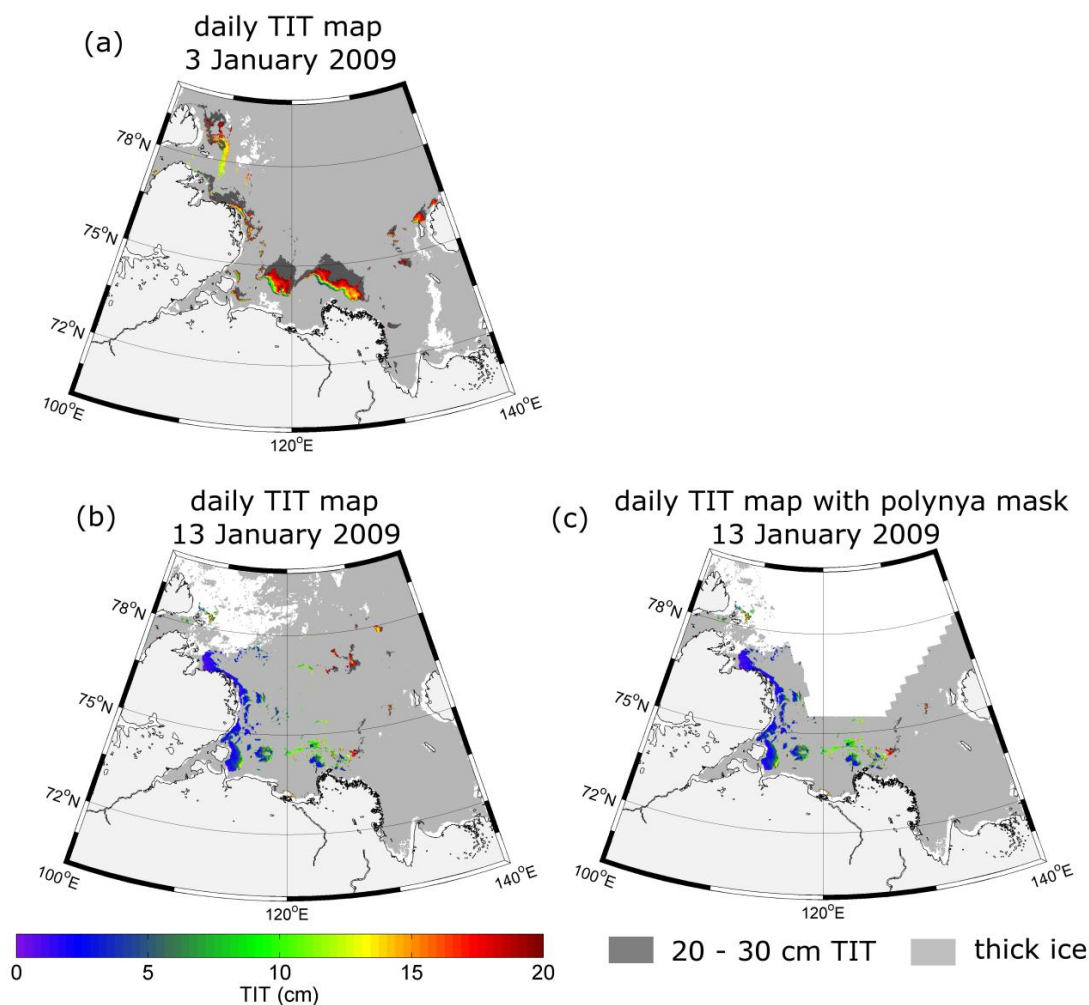 (a)
daily TIT map
3 January 2009
78°N
75°N
72°N
100°E
120°E
140°E
(b)
daily TIT map
13 January 2009
78°N
75°N
72°N
100°E
120°E
140°E
(c)
daily TIT map with polynya mask
13 January 2009
78°N
75°N
72°N
100°E
120°E
140°E
0 5 10 15 20
TIT (cm)
20 - 30 cm TIT
thick ice